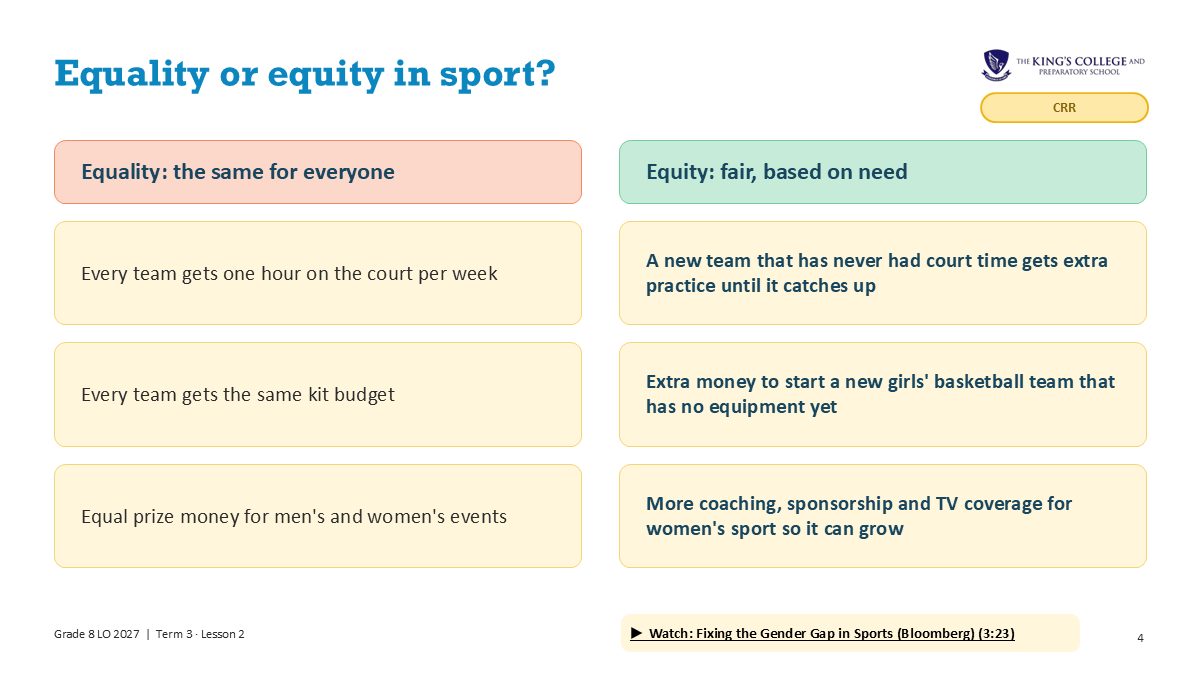 Equality or equity in sport?
THE KING'S COLLEGE AND
PREPARATORY SCHOOL
CRR
Equality: the same for everyone
Equity: fair, based on need
Every team gets one hour on the court per week
A new team that has never had court time gets extra
practice until it catches up
Every team gets the same kit budget
Extra money to start a new girls' basketball team that
has no equipment yet
Equal prize money for men's and women's events
More coaching, sponsorship and TV coverage for
women's sport so it can grow
Grade 8 LO 2027 | Term 3 · Lesson 2
▶ Watch: Fixing the Gender Gap in Sports (Bloomberg) (3:23)
4